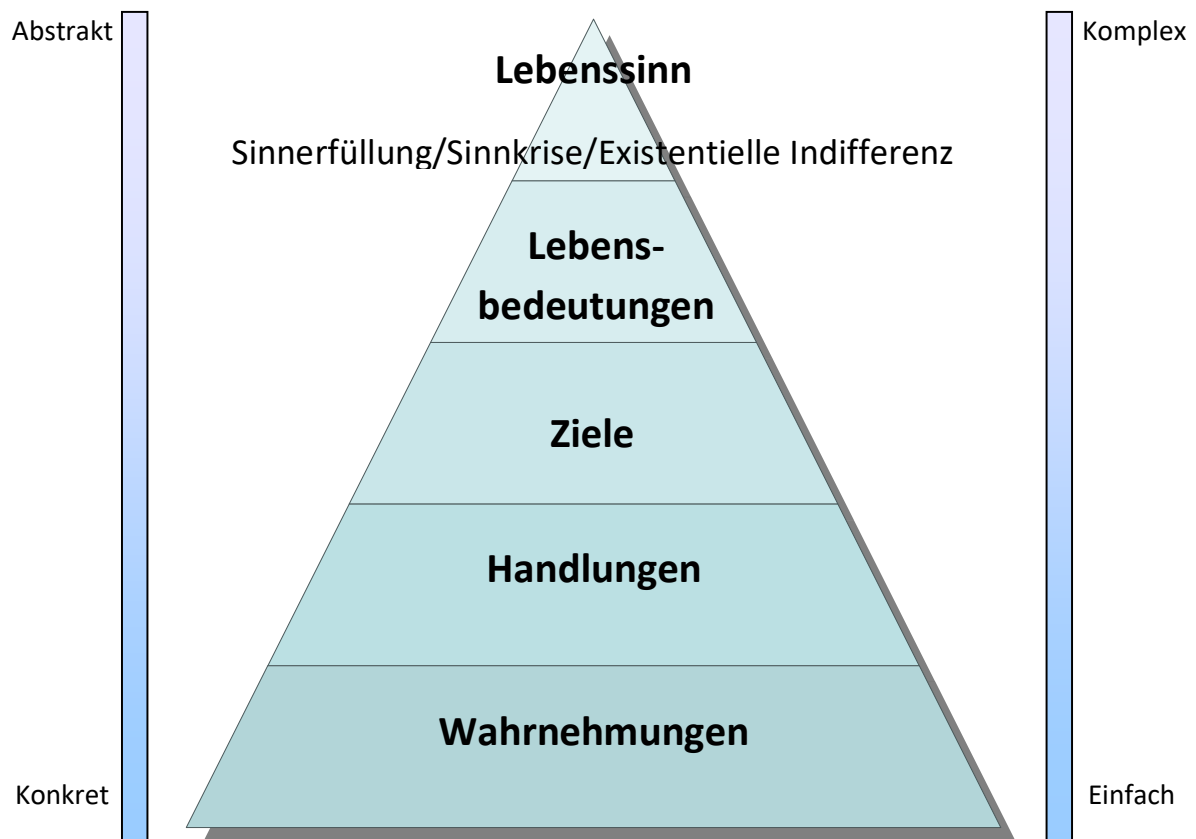 Abstrakt
Komplex
Lebenssinn
Sinnerfüllung/Sinnkrise/Existentielle Indifferenz
Lebens-
bedeutungen
Ziele
Handlungen
Wahrnehmungen
Konkret
Einfach